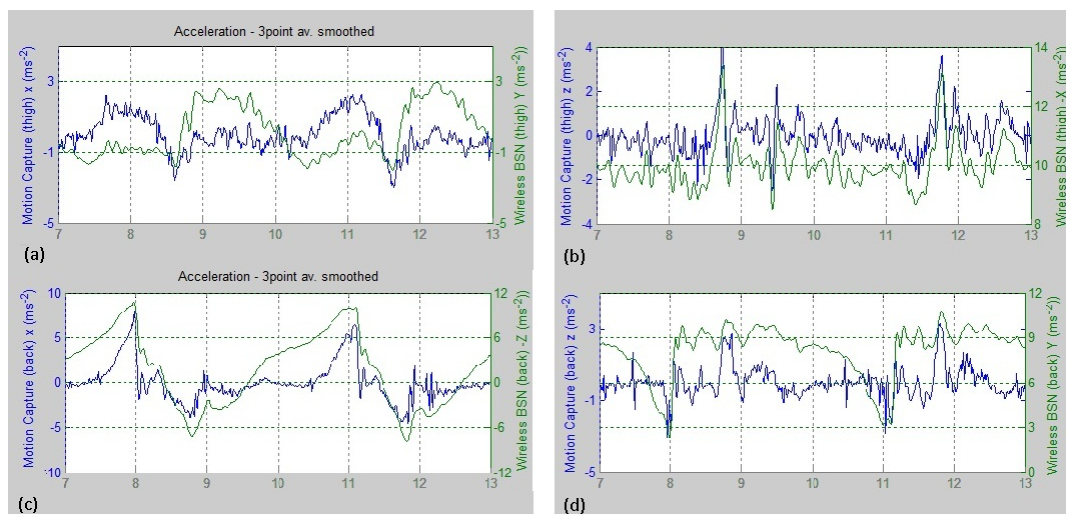 Acceleration - 3point av. smoothed
Motion Capture (thigh) x (ms-2)
3
-1
-5
3
-1
-5
Wireless BSN (thigh) Y (ms-2))
7 8 9 10 11 12 13
(a)
Motion Capture (thigh) z (ms-2)
4
2
0
-2
-4
14
12
10
8
Wireless BSN (thigh) -X (ms-2))
7 8 9 10 11 12 13
(b)
Acceleration - 3point av. smoothed
Motion Capture (back) x (ms-2)
10
5
0
-5
10
12
6
0
-6
-12
Wireless BSN (back) -Z (ms-2))
7 8 9 10 11 12 13
(c)
Motion Capture (back) z (ms-2)
3
-1
-5
12
9
6
3
0
Wireless BSN (back) Y (ms-2))
7 8 9 10 11 12 13
(d)